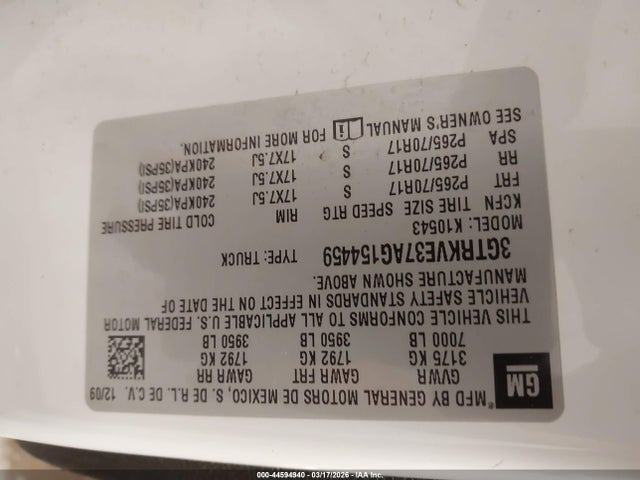 *MFD BY GENERAL MOTORS DE MEXICO, S. DE R.L. DE C.V. 12/09
GM
GVWR GAWR FRT GAWR RR
3175 KG 1792 KG 1792 KG
7000 LB 3950 LB 3950 LB
THIS VEHICLE CONFORMS TO ALL APPLICABLE U.S. FEDERAL MOTOR
VEHICLE SAFETY STANDARDS IN EFFECT ON THE DATE OF
MANUFACTURE SHOWN ABOVE.
3GTRKVE37AG154459 TYPE: TRUCK
MODEL: K10543
KCFN TIRE SIZE SPEED RTG RIM COLD TIRE PRESSURE
FRT P265/70R17 S 17X7.5J 240KPA(35PSI)
RR P265/70R17 S 17X7.5J 240KPA(35PSI)
SPA P265/70R17 S 17X7.5J 240KPA(35PSI)
SEE OWNER'S MANUAL FOR MORE INFORMATION.
000-44594940 - 03/17/2026 - IAA Inc.